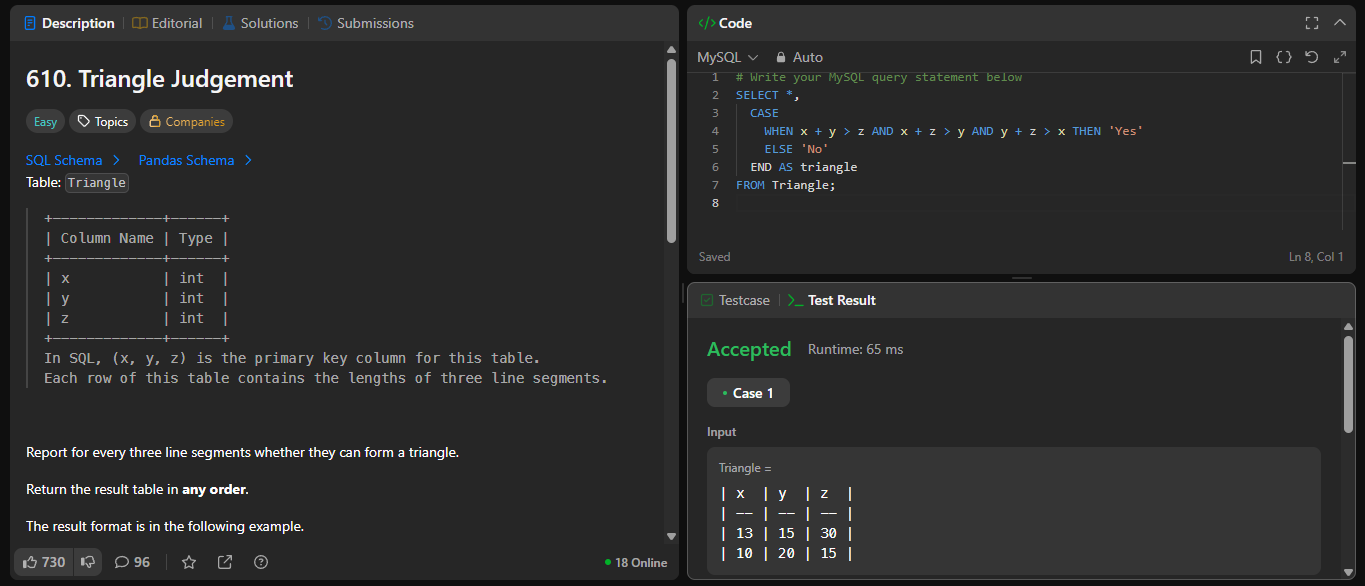 Description Editorial Solutions Submissions
610. Triangle Judgement
Easy Topics Companies
SQL Schema > Pandas Schema >
Table: Triangle
+-------------+------+
| Column Name | Type |
+-------------+------+
| x           | int  |
| y           | int  |
| z           | int  |
+-------------+------+
In SQL, (x, y, z) is the primary key column for this table.
Each row of this table contains the lengths of three line segments.
Report for every three line segments whether they can form a triangle.
Return the result table in any order.
The result format is in the following example.
730 96 18 Online
</> Code
MySQL Auto
1 # Write your MySQL query statement below
2 SELECT *,
3   CASE
4     WHEN x + y > z AND x + z > y AND y + z > x THEN 'Yes'
5     ELSE 'No'
6   END AS triangle
7 FROM Triangle;
8
Saved Ln 8, Col 1
Testcase >_ Test Result
Accepted Runtime: 65 ms
• Case 1
Input
Triangle =
| x  | y  | z  |
| -- | -- | -- |
| 13 | 15 | 30 |
| 10 | 20 | 15 |